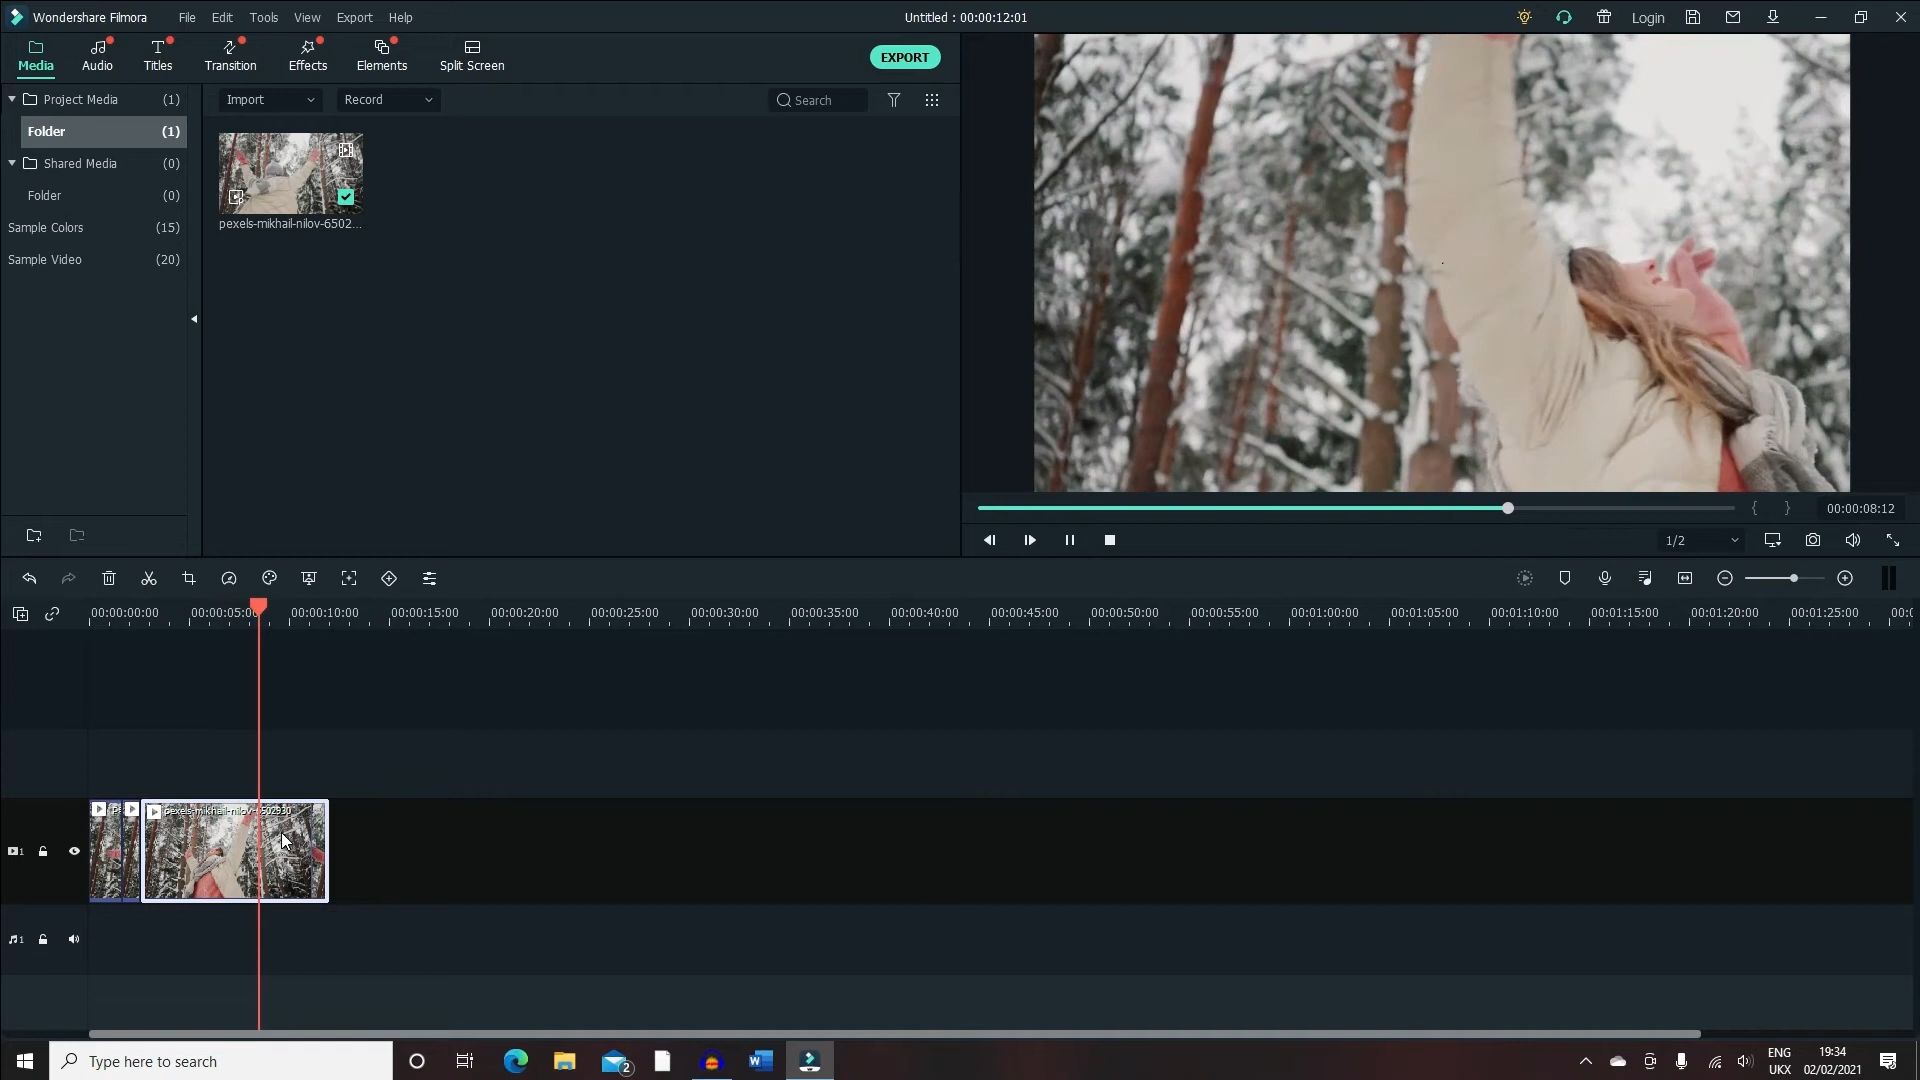 Wondershare Filmora File Edit Tools View Export Help Untitled : 00:00:12:01 Login
Media Audio Titles Transition Effects Elements Split Screen EXPORT
Project Media (1)
Folder (1)
Shared Media (0)
Folder (0)
Sample Colors (15)
Sample Video (20)
Import Record Search
pexels-mikhail-nilov-6502...
00:00:08:12
1/2
00:00:00:00 00:00:05:0 00:00:10:00 00:00:15:00 00:00:20:00 00:00:25:00 00:00:30:00 00:00:35:00 00:00:40:00 00:00:45:00 00:00:50:00 00:00:55:00 00:01:00:00 00:01:05:00 00:01:10:00 00:01:15:00 00:01:20:00 00:01:25:00
pexels-mikhail-nilov-6502930
1
1
Type here to search 2 ENG 19:34
UKX 02/02/2021